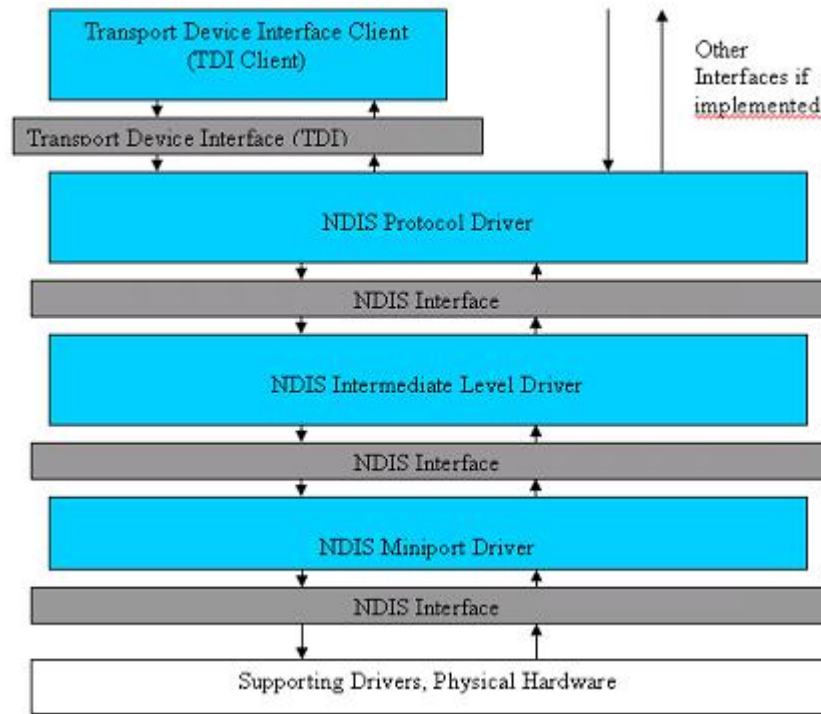 Transport Device Interface Client
(TDI Client)
Other
Interfaces if
implemented
Transport Device Interface (TDI)
NDIS Protocol Driver
NDIS Interface
NDIS Intermediate Level Driver
NDIS Interface
NDIS Miniport Driver
NDIS Interface
Supporting Drivers, Physical Hardware